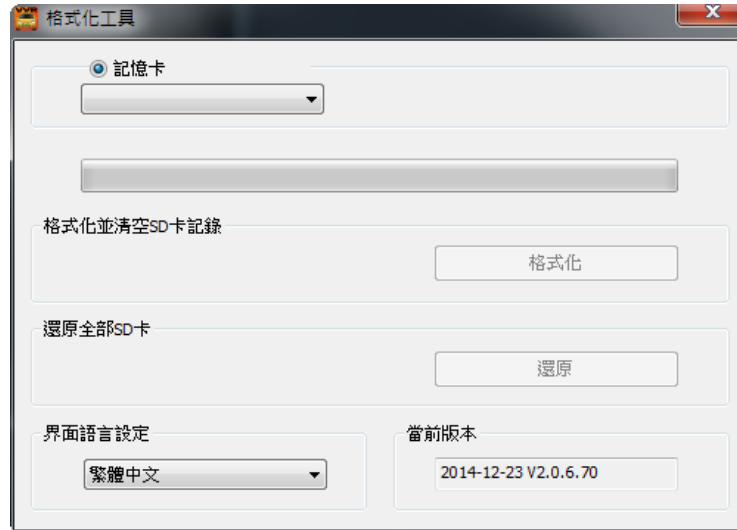 格式化工具
記憶卡
格式化並清空SD卡記錄
格式化
還原全部SD卡
還原
界面語言設定
當前版本
繁體中文
2014-12-23 V2.0.6.70